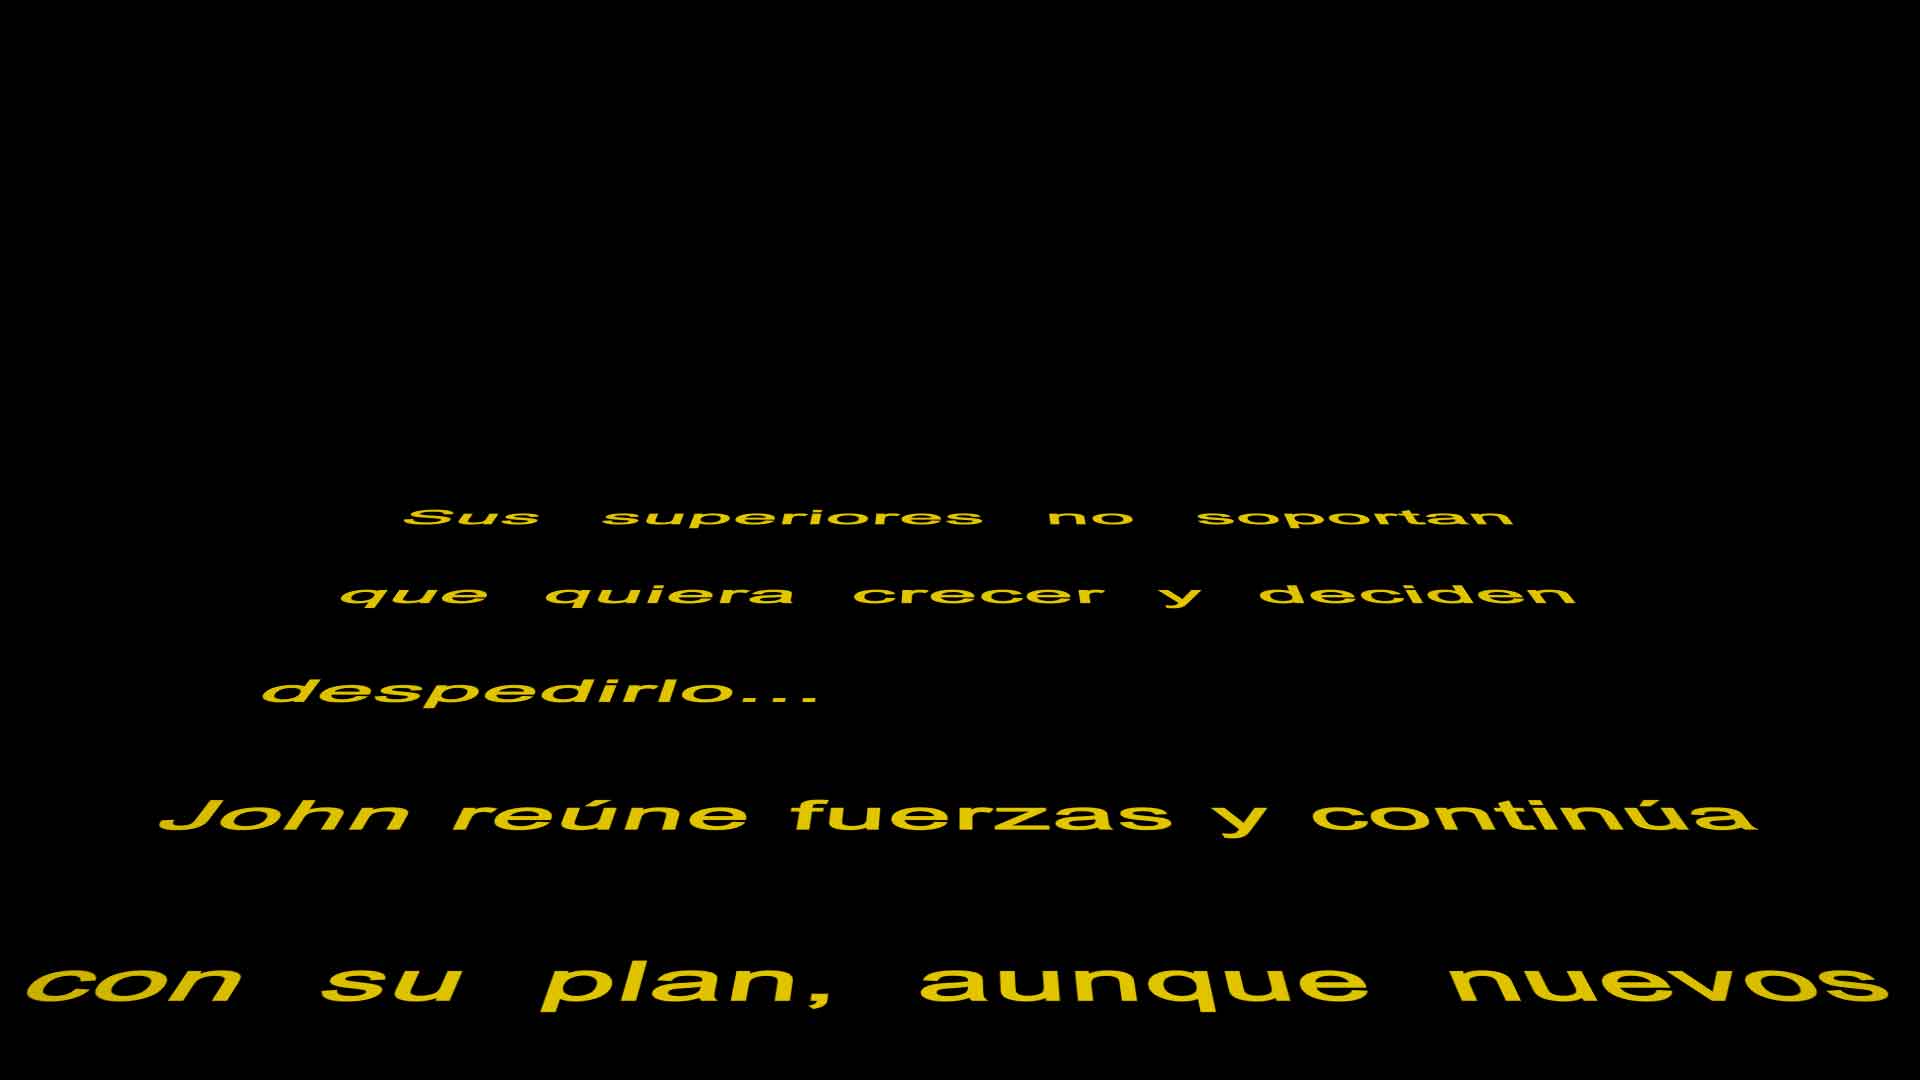 Sus superiores no soportan
que quiera crecer y deciden
despedirlo...
John reúne fuerzas y continúa
con su plan, aunque nuevos